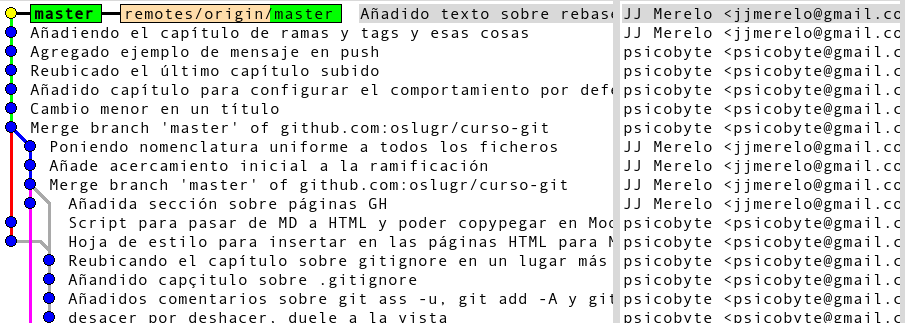 master remotes/origin/master Añadido texto sobre rebase JJ Merelo <jjmerelo@gmail.co
Añadiendo el capítulo de ramas y tags y esas cosas JJ Merelo <jjmerelo@gmail.co
Agregado ejemplo de mensaje en push psicobyte <psicobyte@gmail.c
Reubicado el último capítulo subido psicobyte <psicobyte@gmail.c
Añadido capítulo para configurar el comportamiento por defe psicobyte <psicobyte@gmail.c
Cambio menor en un título psicobyte <psicobyte@gmail.c
Merge branch 'master' of github.com:oslugr/curso-git psicobyte <psicobyte@gmail.c
Poniendo nomenclatura uniforme a todos los ficheros JJ Merelo <jjmerelo@gmail.co
Añade acercamiento inicial a la ramificación JJ Merelo <jjmerelo@gmail.co
Merge branch 'master' of github.com:oslugr/curso-git JJ Merelo <jjmerelo@gmail.co
Añadida sección sobre páginas GH JJ Merelo <jjmerelo@gmail.co
Script para pasar de MD a HTML y poder copypegar en Moo psicobyte <psicobyte@gmail.c
Hoja de estilo para insertar en las páginas HTML para M psicobyte <psicobyte@gmail.c
Reubicando el capítulo sobre gitignore en un lugar más psicobyte <psicobyte@gmail.c
Añandido capçitulo sobre .gitignore psicobyte <psicobyte@gmail.c
Añadidos comentarios sobre git ass -u, git add -A y git psicobyte <psicobyte@gmail.c
desacer por deshacer, duele a la vista psicobyte <psicobyte@gmail.c